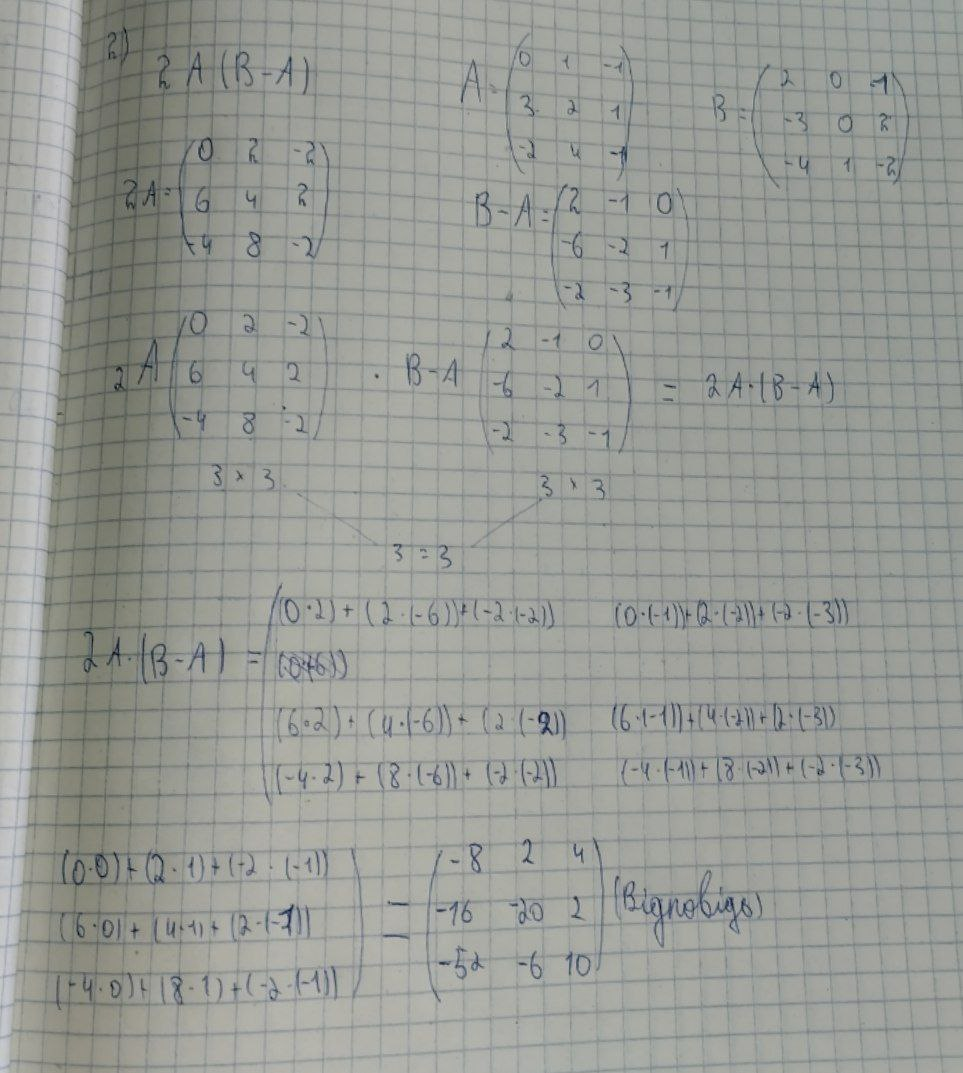 2)
2A(B-A)
A = (0 1 -1
3 2 1
-2 4 -1)
B = (2 0 -1
-3 0 2
-4 1 -2)
2A = (0 2 -2
6 4 2
-4 8 -2)
B-A = (2 -1 0
-6 -2 1
-2 -3 -1)
2A (0 2 -2
6 4 2
-4 8 -2)
· B-A (2 -1 0
-6 -2 1
-2 -3 -1)
= 2A·(B-A)
3 × 3 3 × 3
3 = 3
2A·(B-A) =
(0·2)+(2·(-6))+(-2·(-2)) (0·(-1))+(2·(-2))+(-2·(-3))
(6·2)+(4·(-6))+(2·(-2)) (6·(-1))+(4·(-2))+(2·(-3))
(-4·2)+(8·(-6))+(-2·(-2)) (-4·(-1))+(8·(-2))+(-2·(-3))
(0·0)+(2·1)+(-2·(-1))
(6·0)+(4·1)+(2·(-1))
(-4·0)+(8·1)+(-2·(-1))
= (-8 2 4
-16 -20 2
-52 -6 10)
(Відповідь)